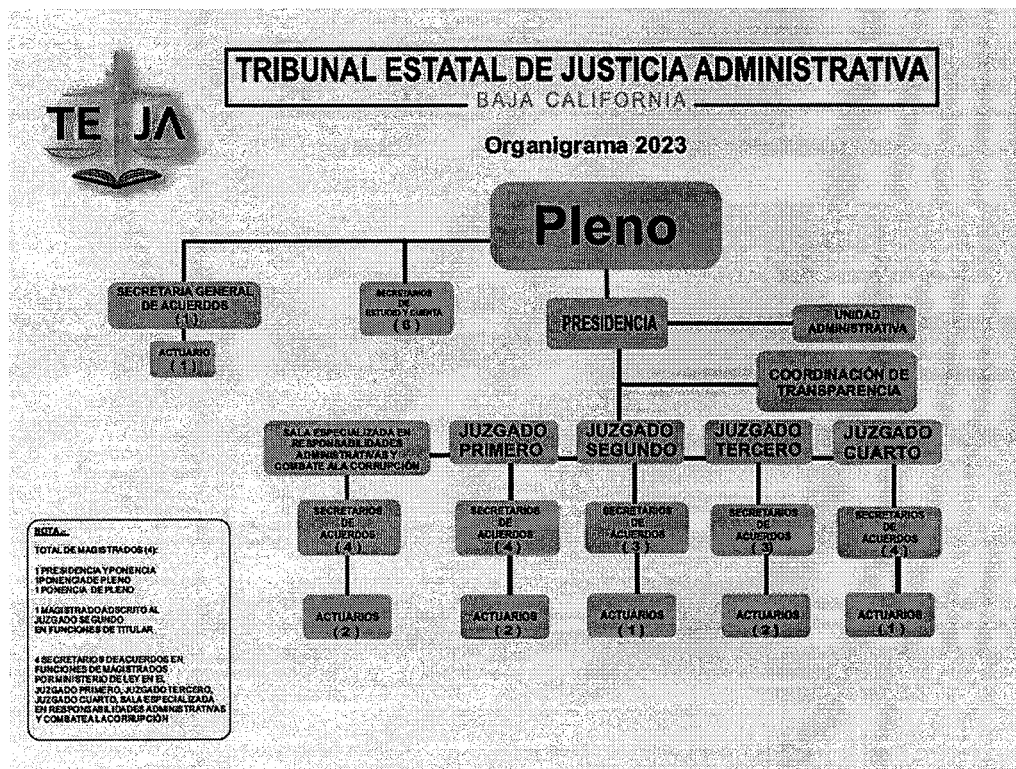 TEJA
TRIBUNAL ESTATAL DE JUSTICIA ADMINISTRATIVA
BAJA CALIFORNIA
Organigrama 2023
Pleno
SECRETARIA GENERAL
DE ACUERDOS
(1)
ACTUARIO
(1)
SECRETARIOS
DE
ESTUDIO Y CUENTA
(6)
PRESIDENCIA
UNIDAD
ADMINISTRATIVA
COORDINACIÓN DE
TRANSPARENCIA
SALA ESPECIALIZADA EN
RESPONSABILIDADES
ADMINISTRATIVAS Y
COMBATE ALA CORRUPCIÓN
JUZGADO
PRIMERO
JUZGADO
SEGUNDO
JUZGADO
TERCERO
JUZGADO
CUARTO
SECRETARIOS
DE
ACUERDOS
(4)
SECRETARIOS
DE
ACUERDOS
(4)
SECRETARIOS
DE
ACUERDOS
(3)
SECRETARIOS
DE
ACUERDOS
(3)
SECRETARIOS
DE
ACUERDOS
(4)
ACTUARIOS
(2)
ACTUARIOS
(2)
ACTUARIOS
(1)
ACTUARIOS
(2)
ACTUARIOS
(1)
NOTA.-
TOTAL DE MAGISTRADOS (4):
1 PRESIDENCIA Y PONENCIA
1 PONENCIA DE PLENO
1 PONENCIA DE PLENO
1 MAGISTRADO ADSCRITO AL
JUZGADO SEGUNDO
EN FUNCIONES DE TITULAR
4 SECRETARIOS DE ACUERDOS EN
FUNCIONES DE MAGISTRADOS
POR MINISTERIO DE LEY EN EL
JUZGADO PRIMERO, JUZGADO TERCERO,
JUZGADO CUARTO, SALA ESPECIALIZADA
EN RESPONSABILIDADES ADMINISTRATIVAS
Y COMBATE A LA CORRUPCIÓN